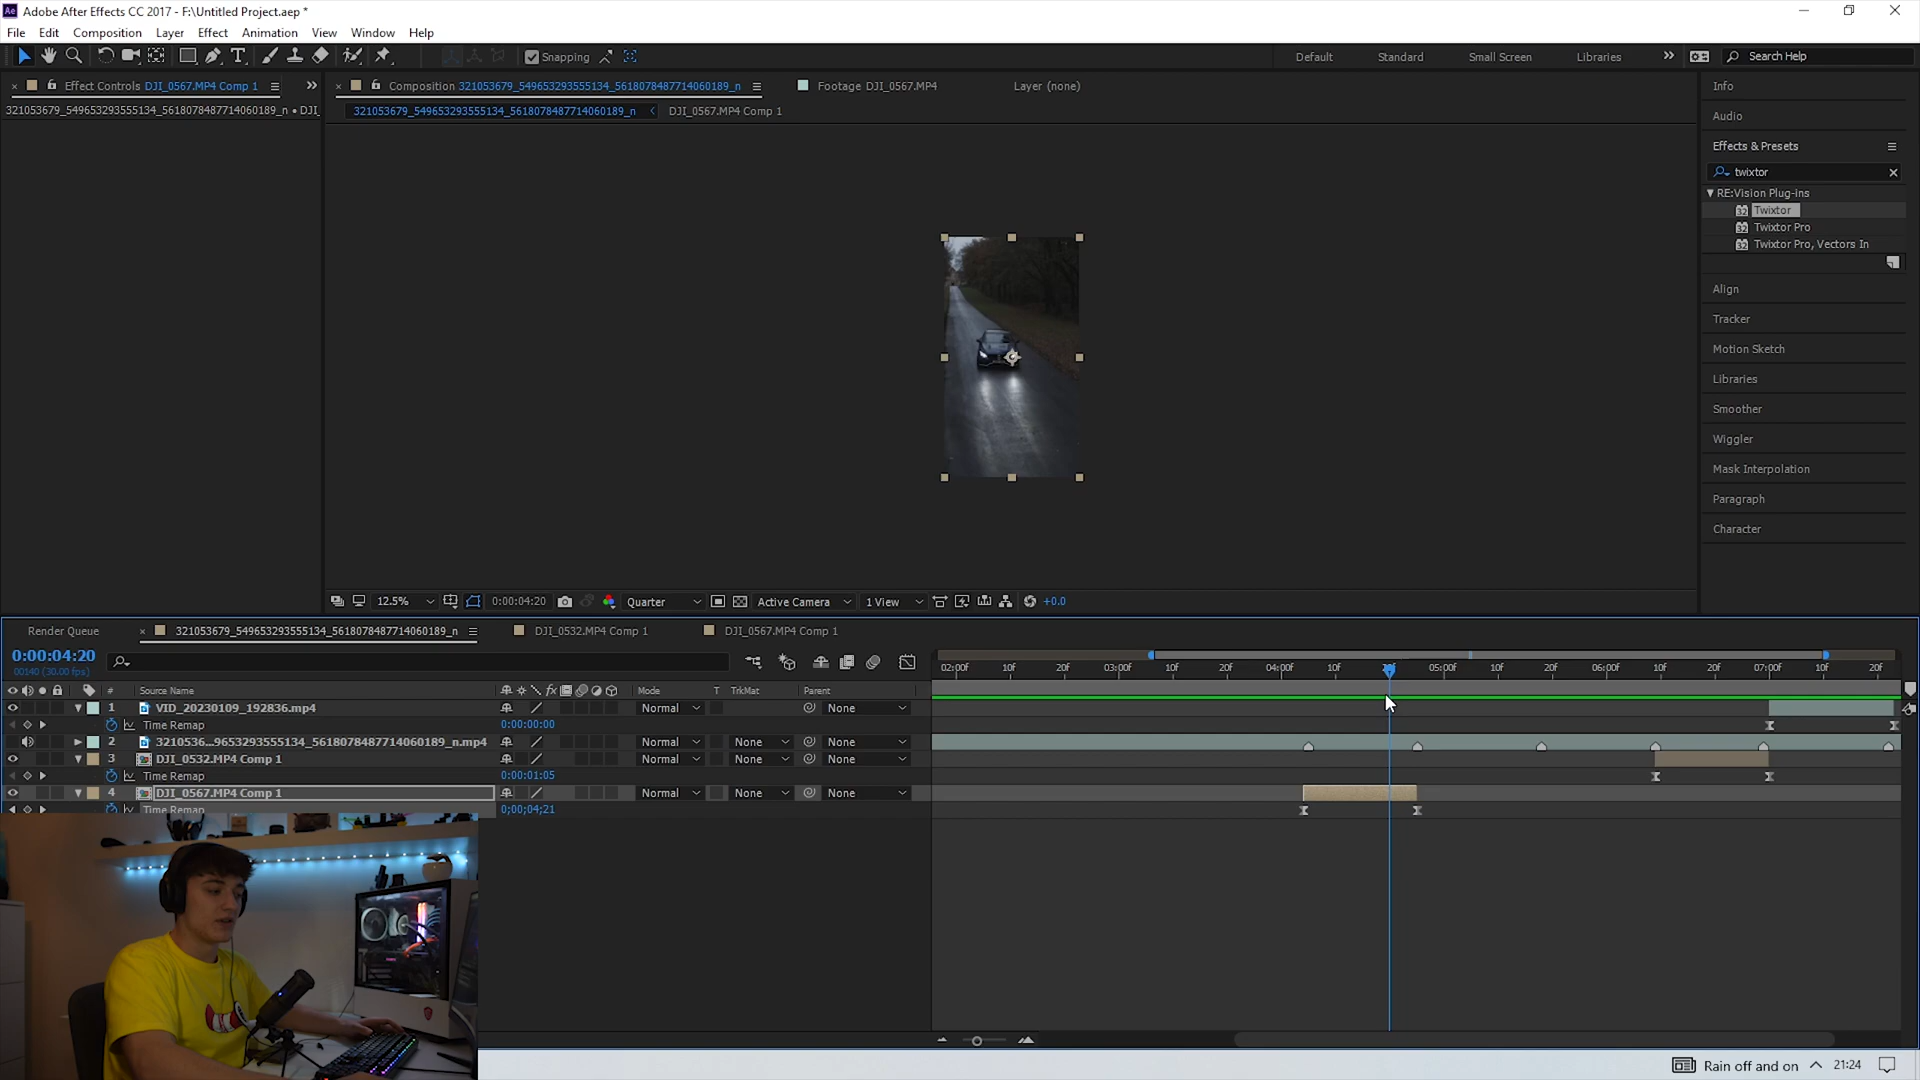 Adobe After Effects CC 2017 - F:\Untitled Project.aep *
File Edit Composition Layer Effect Animation View Window Help
Snapping
Default Standard Small Screen Libraries » Search Help
Effect Controls DJI_0567.MP4 Comp 1
Composition 321053679_549653293555134_5618078487714060189_n
Footage DJI_0567.MP4
Layer (none)
321053679_549653293555134_5618078487714060189_n • DJI_
321053679_549653293555134_5618078487714060189_n < DJI_0567.MP4 Comp 1
Info
Audio
Effects & Presets
twixtor
RE:Vision Plug-ins
Twixtor
Twixtor Pro
Twixtor Pro, Vectors In
Align
Tracker
Motion Sketch
Libraries
Smoother
Wiggler
Mask Interpolation
Paragraph
Character
12.5% 0:00:04:20 Quarter Active Camera 1 View +0.0
Render Queue 321053679_549653293555134_5618078487714060189_n DJI_0532.MP4 Comp 1 DJI_0567.MP4 Comp 1
0:00:04:20
00140 (30.00 fps)
02:00f 10f 20f 03:00f 10f 20f 04:00f 10f 05:00f 10f 20f 06:00f 10f 20f 07:00f 10f 20f
# Source Name Mode T TrkMat Parent
1 VID_20230109_192836.mp4 Normal None
Time Remap 0:00:00:00
2 3210536...9653293555134_5618078487714060189_n.mp4 Normal None None
3 DJI_0532.MP4 Comp 1 Normal None None
Time Remap 0:00:01:05
4 DJI_0567.MP4 Comp 1 Normal None None
Time Remap 0;00;04;21
Rain off and on 21:24